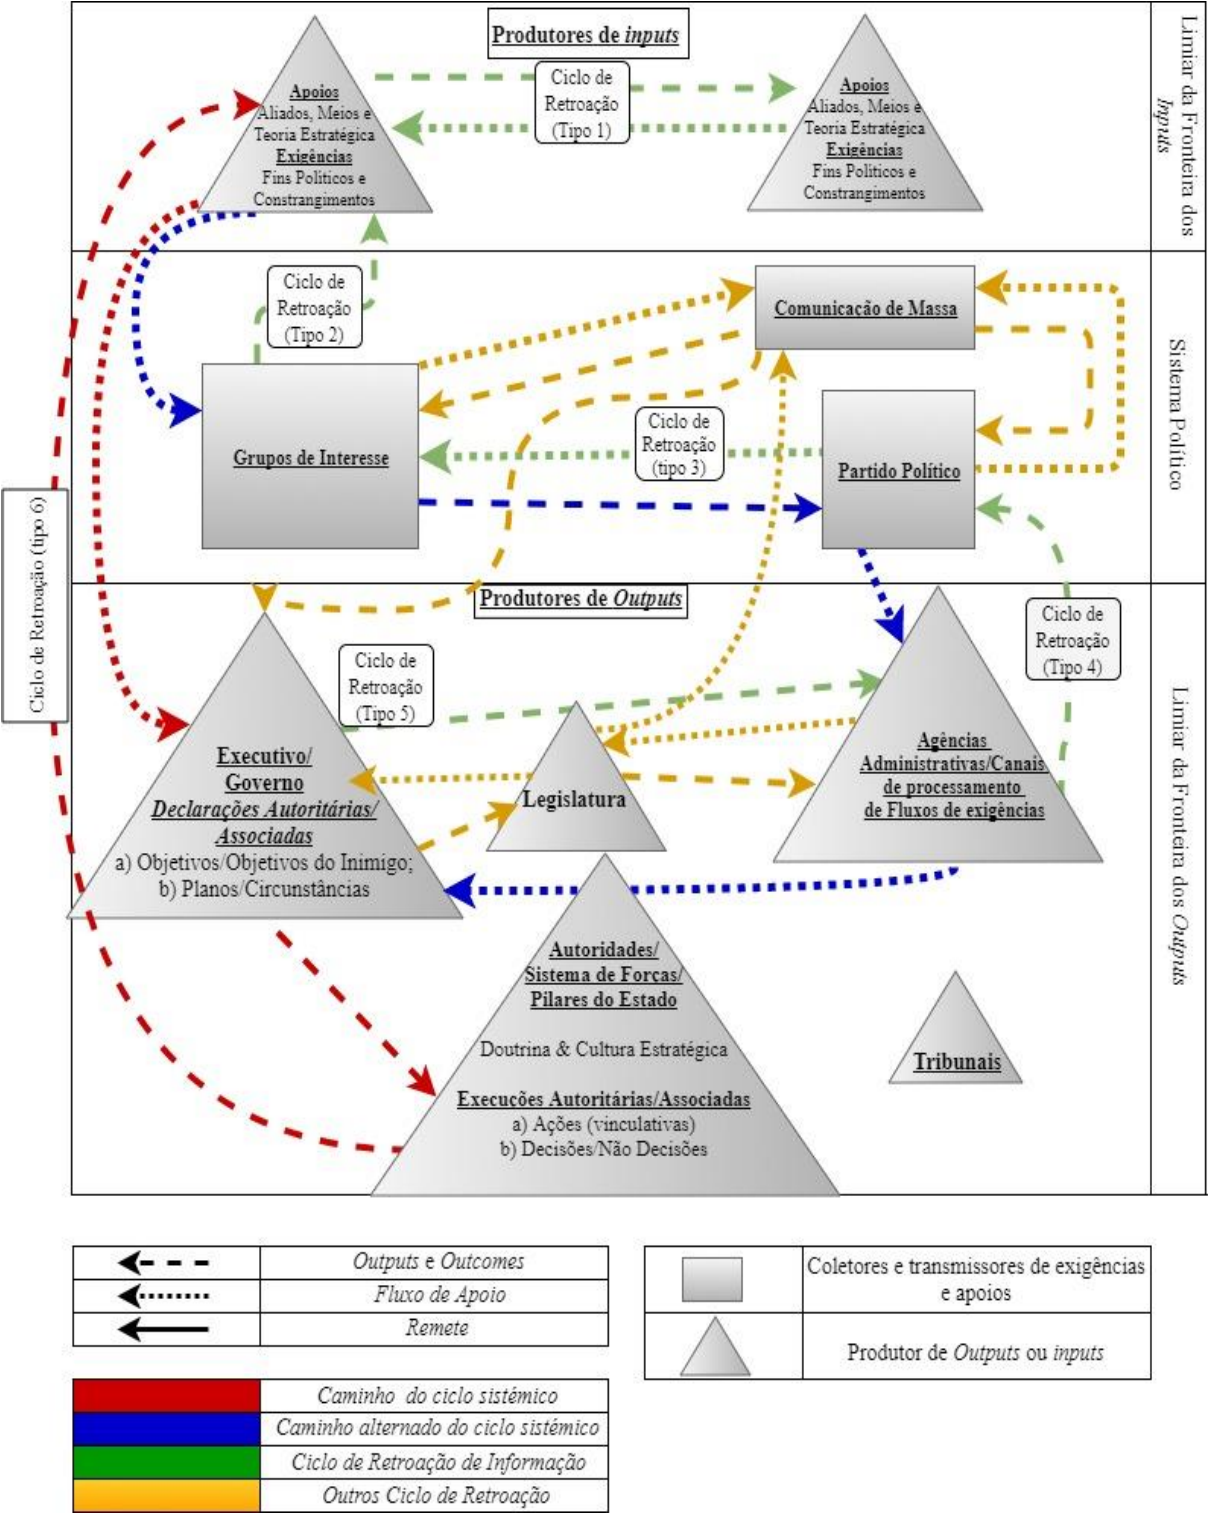 Produtores de inputs
Limiar da Fronteira dos
Inputs
Apoios
Aliados, Meios e
Teoria Estratégica
Exigências
Fins Políticos e
Constrangimentos
Ciclo de
Retroação
(Tipo 1)
Apoios
Aliados, Meios e
Teoria Estratégica
Exigências
Fins Políticos e
Constrangimentos
Sistema Político
Ciclo de
Retroação
(Tipo 2)
Comunicação de Massa
Grupos de Interesse
Ciclo de
Retroação
(tipo 3)
Partido Político
Ciclo de Retroação (tipo 6)
Produtores de Outputs
Limiar da Fronteira dos Outputs
Ciclo de
Retroação
(Tipo 4)
Ciclo de
Retroação
(Tipo 5)
Executivo/
Governo
Declarações Autoritárias/
Associadas
a) Objetivos/Objetivos do Inimigo;
b) Planos/Circunstâncias
Legislatura
Agências
Administrativas/Canais
de processamento
de Fluxos de exigências
Autoridades/
Sistema de Forças/
Pilares do Estado
Doutrina & Cultura Estratégica
Execuções Autoritárias/Associadas
a) Ações (vinculativas)
b) Decisões/Não Decisões
Tribunais
Outputs e Outcomes
Fluxo de Apoio
Remete
Coletores e transmissores de exigências
e apoios
Produtor de Outputs ou inputs
Caminho do ciclo sistémico
Caminho alternado do ciclo sistémico
Ciclo de Retroação de Informação
Outros Ciclo de Retroação